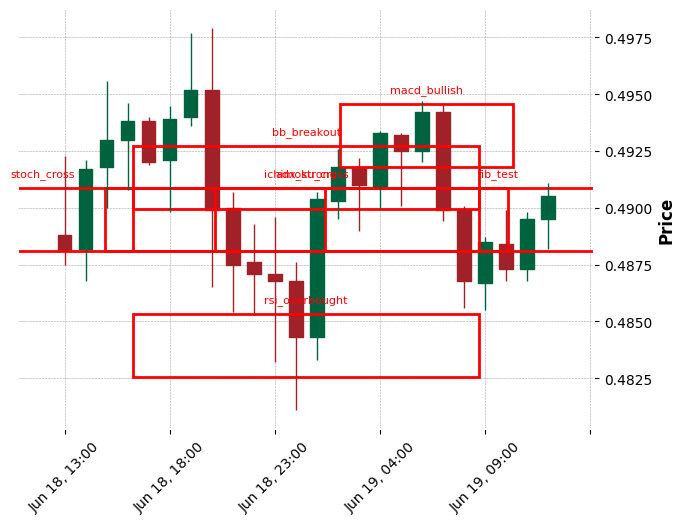 0.4975
macd_bullish
0.4950
bb_breakout
0.4925
stoch_cross
fib_test
0.4900
Price
0.4875
rsi_overbought
0.4850
0.4825
Jun 18, 13:00
Jun 18, 18:00
Jun 18, 23:00
Jun 19, 04:00
Jun 19, 09:00